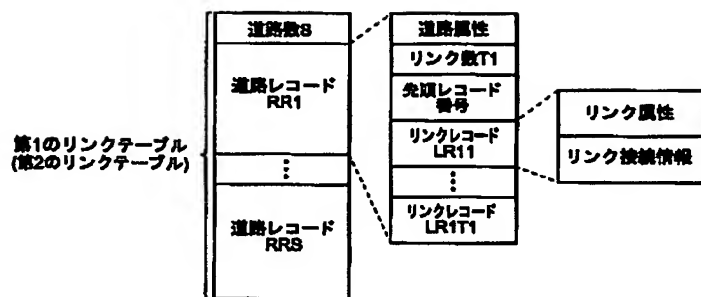 第1のリンクテーブル
(第2のリンクテーブル)
道路数S
道路レコード
RR1
道路レコード
RRS
道路属性
リンク数T1
先頭レコード
番号
リンクレコード
LR11
リンクレコード
LR1T1
リンク属性
リンク接続情報